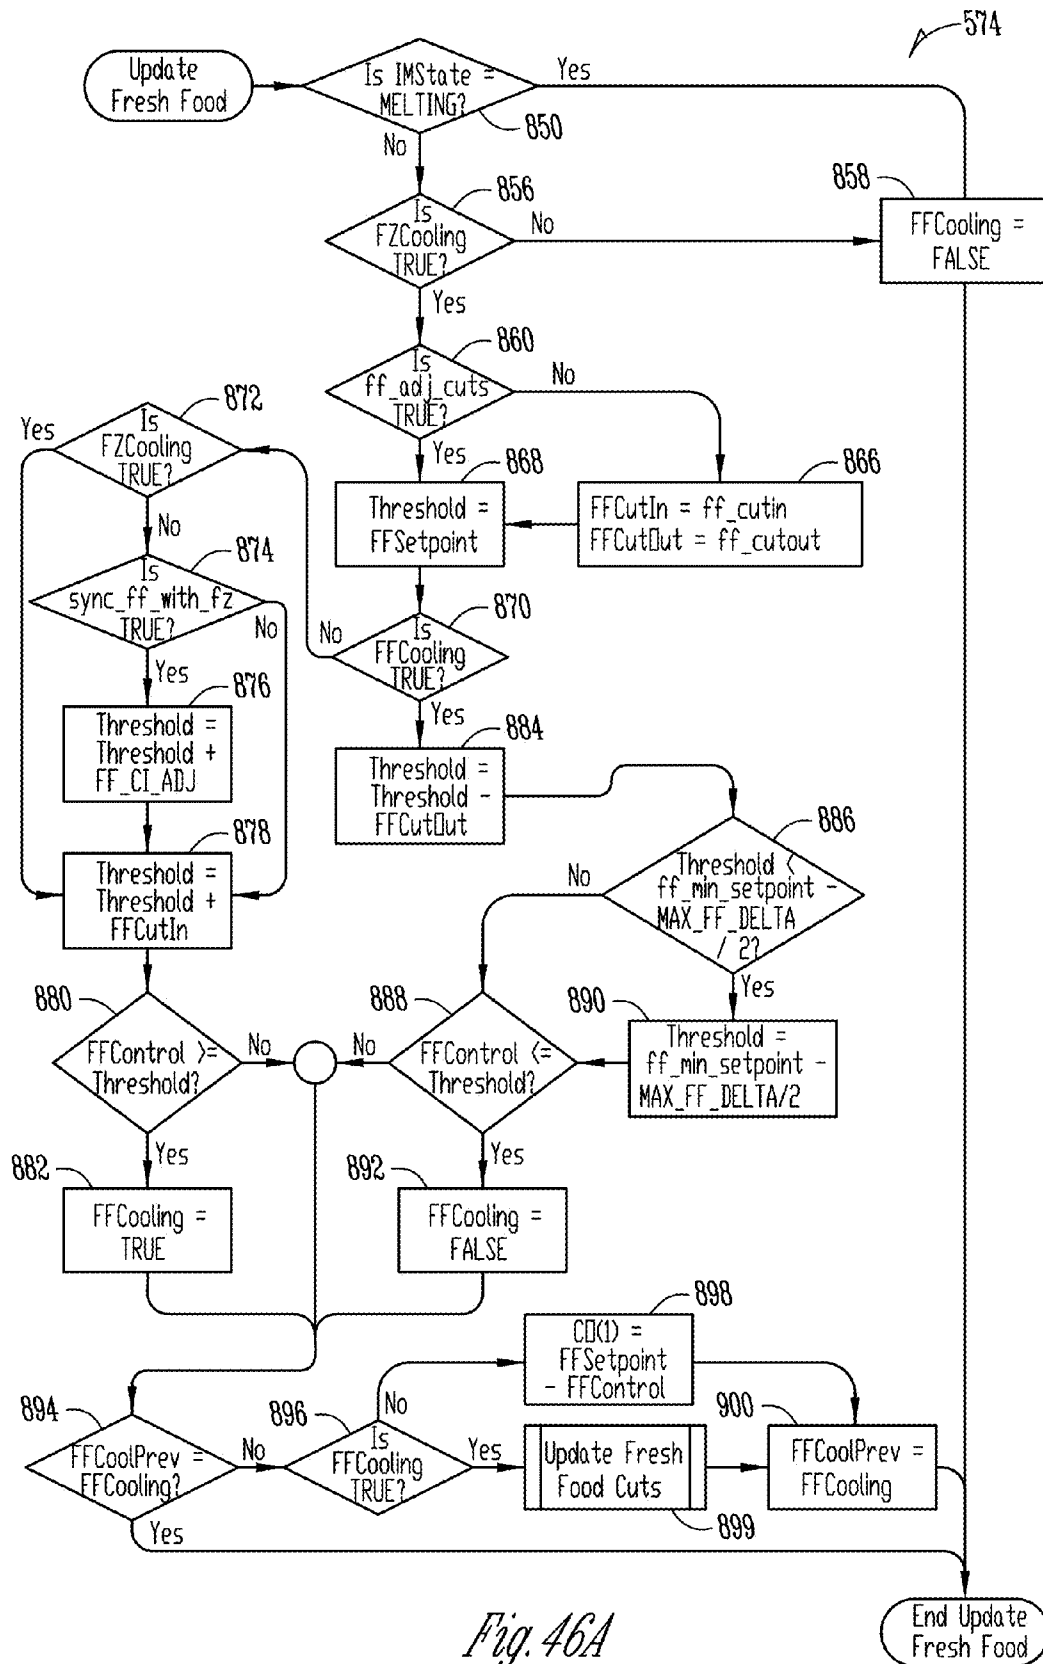 574
Update
Fresh Food
Is IMState =
MELTING?
850
Yes
No
858
FFCooling =
FALSE
856
Is
FZCooling
TRUE?
No
Yes
860
Is
ff_adj_cuts
TRUE?
No
Yes
872
Is
FZCooling
TRUE?
Yes
No
868
Threshold =
FFSetpoint
866
FFCutIn = ff_cutin
FFCutOut = ff_cutout
874
Is
sync_ff_with_fz
TRUE?
No
Yes
870
Is
FFCooling
TRUE?
No
Yes
876
Threshold =
Threshold +
FF_CI_ADJ
884
Threshold =
Threshold -
FFCutOut
878
Threshold =
Threshold +
FFCutIn
886
Threshold <
ff_min_setpoint -
MAX_FF_DELTA
/ 2?
No
Yes
880
FFControl >=
Threshold?
No
Yes
888
FFControl <=
Threshold?
No
Yes
890
Threshold =
ff_min_setpoint -
MAX_FF_DELTA/2
882
FFCooling =
TRUE
892
FFCooling =
FALSE
898
CO(1) =
FFSetpoint
- FFControl
894
FFCoolPrev =
FFCooling?
No
Yes
896
Is
FFCooling
TRUE?
No
Yes
Update Fresh
Food Cuts
899
900
FFCoolPrev =
FFCooling
End Update
Fresh Food
Fig. 46A